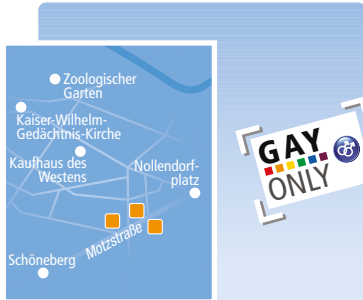 Zoologischer
Garten
Kaiser-Wilhelm-
Gedächtnis-Kirche
Kaufhaus des
Westens
Nollendorf-
platz
Motzstraße
Schöneberg
GAY
ONLY